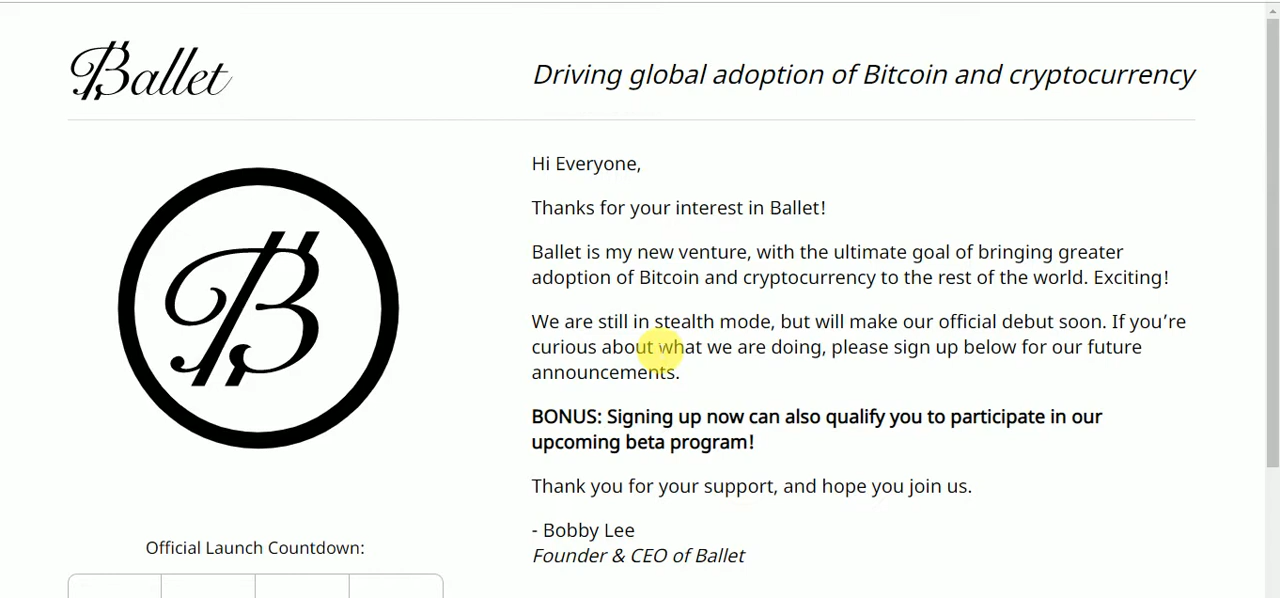 Ballet
Driving global adoption of Bitcoin and cryptocurrency
B
Hi Everyone,
Thanks for your interest in Ballet!
Ballet is my new venture, with the ultimate goal of bringing greater
adoption of Bitcoin and cryptocurrency to the rest of the world. Exciting!
We are still in stealth mode, but will make our official debut soon. If you’re
curious about what we are doing, please sign up below for our future
announcements.
BONUS: Signing up now can also qualify you to participate in our
upcoming beta program!
Thank you for your support, and hope you join us.
- Bobby Lee
Founder & CEO of Ballet
Official Launch Countdown: